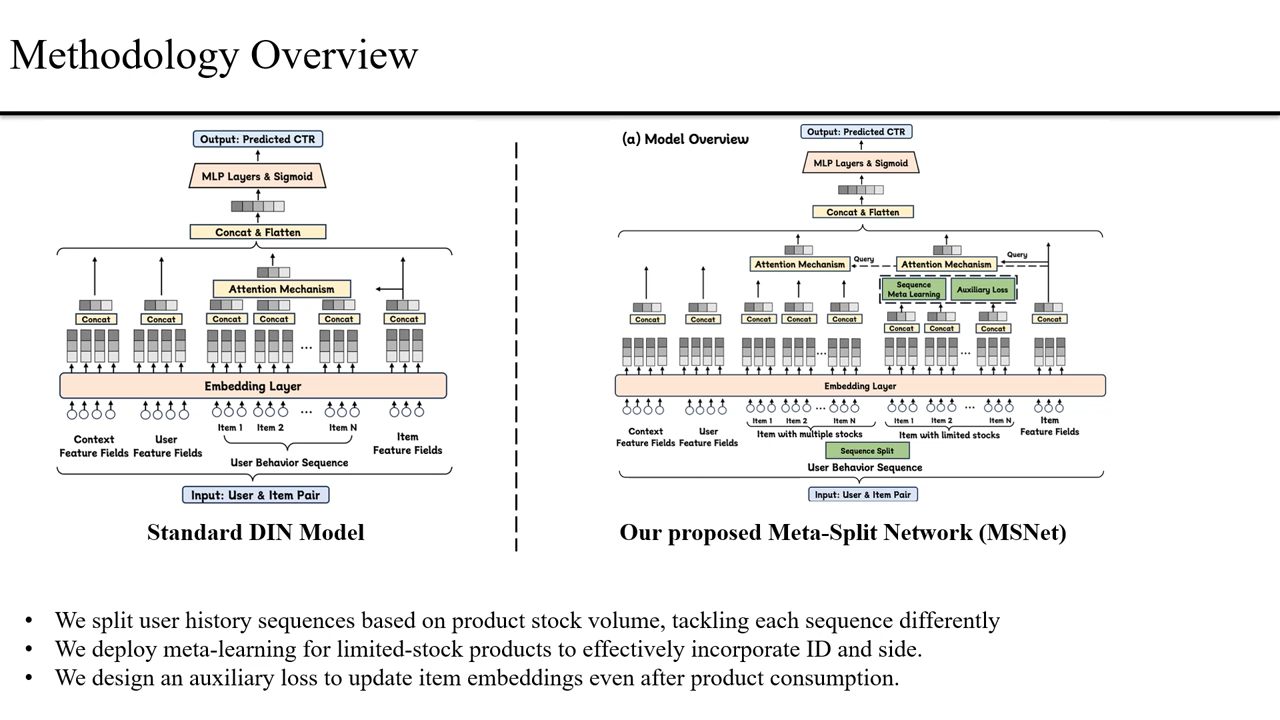 Methodology Overview
Output: Predicted CTR
MLP Layers & Sigmoid
Concat & Flatten
Attention Mechanism
Concat
Concat
Concat
Concat
Concat
Concat
...
Embedding Layer
Item 1
Item 2
...
Item N
Context
Feature Fields
User
Feature Fields
User Behavior Sequence
Item
Feature Fields
Input: User & Item Pair
Standard DIN Model
(a) Model Overview
Output: Predicted CTR
MLP Layers & Sigmoid
Concat & Flatten
Attention Mechanism
Query
Attention Mechanism
Query
Sequence
Meta Learning
Auxiliary Loss
Concat
Concat
Concat
Concat
Concat
Concat
Concat
Concat
Concat
...
...
Embedding Layer
Context
Feature Fields
User
Feature Fields
Item 1
Item 2
...
Item N
Item with multiple stocks
Item 1
Item 2
...
Item N
Item with limited stocks
Item
Feature Fields
Sequence Split
User Behavior Sequence
Input: User & Item Pair
Our proposed Meta-Split Network (MSNet)
• We split user history sequences based on product stock volume, tackling each sequence differently
• We deploy meta-learning for limited-stock products to effectively incorporate ID and side.
• We design an auxiliary loss to update item embeddings even after product consumption.